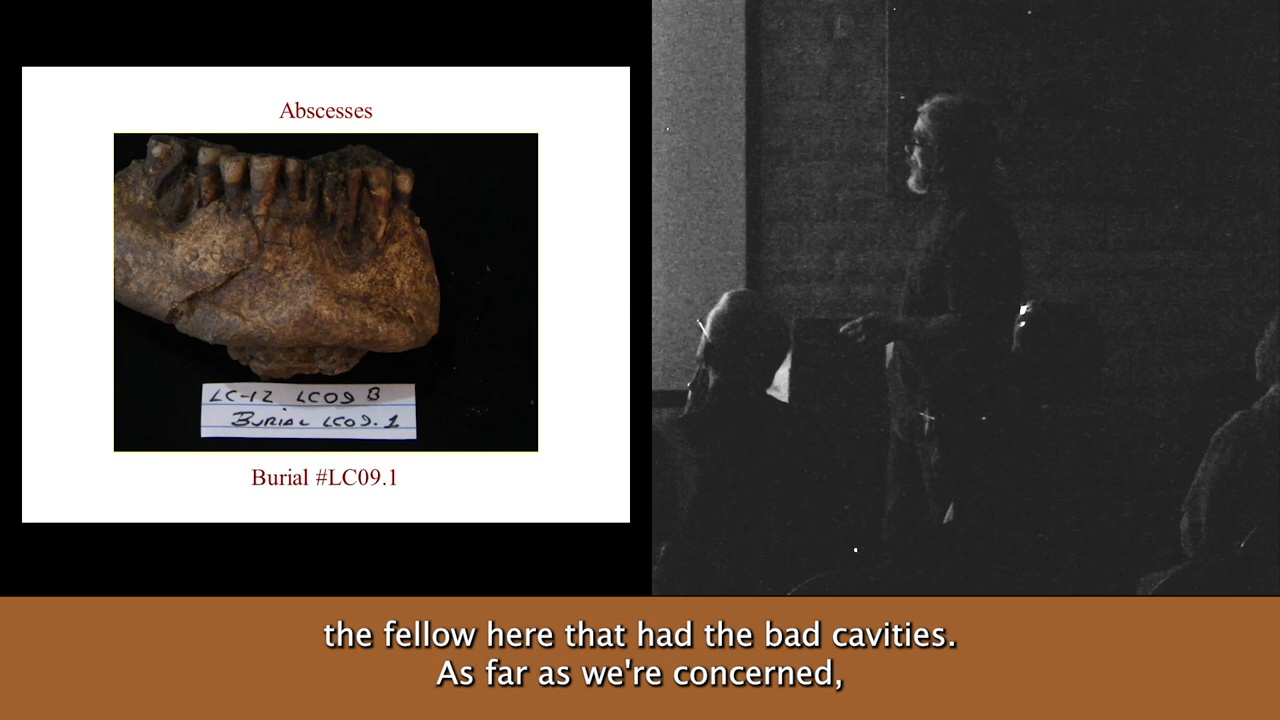 Abscesses
LC-12 LC09 B
BURIAL LC09.1
Burial #LC09.1
the fellow here that had the bad cavities.
As far as we're concerned,